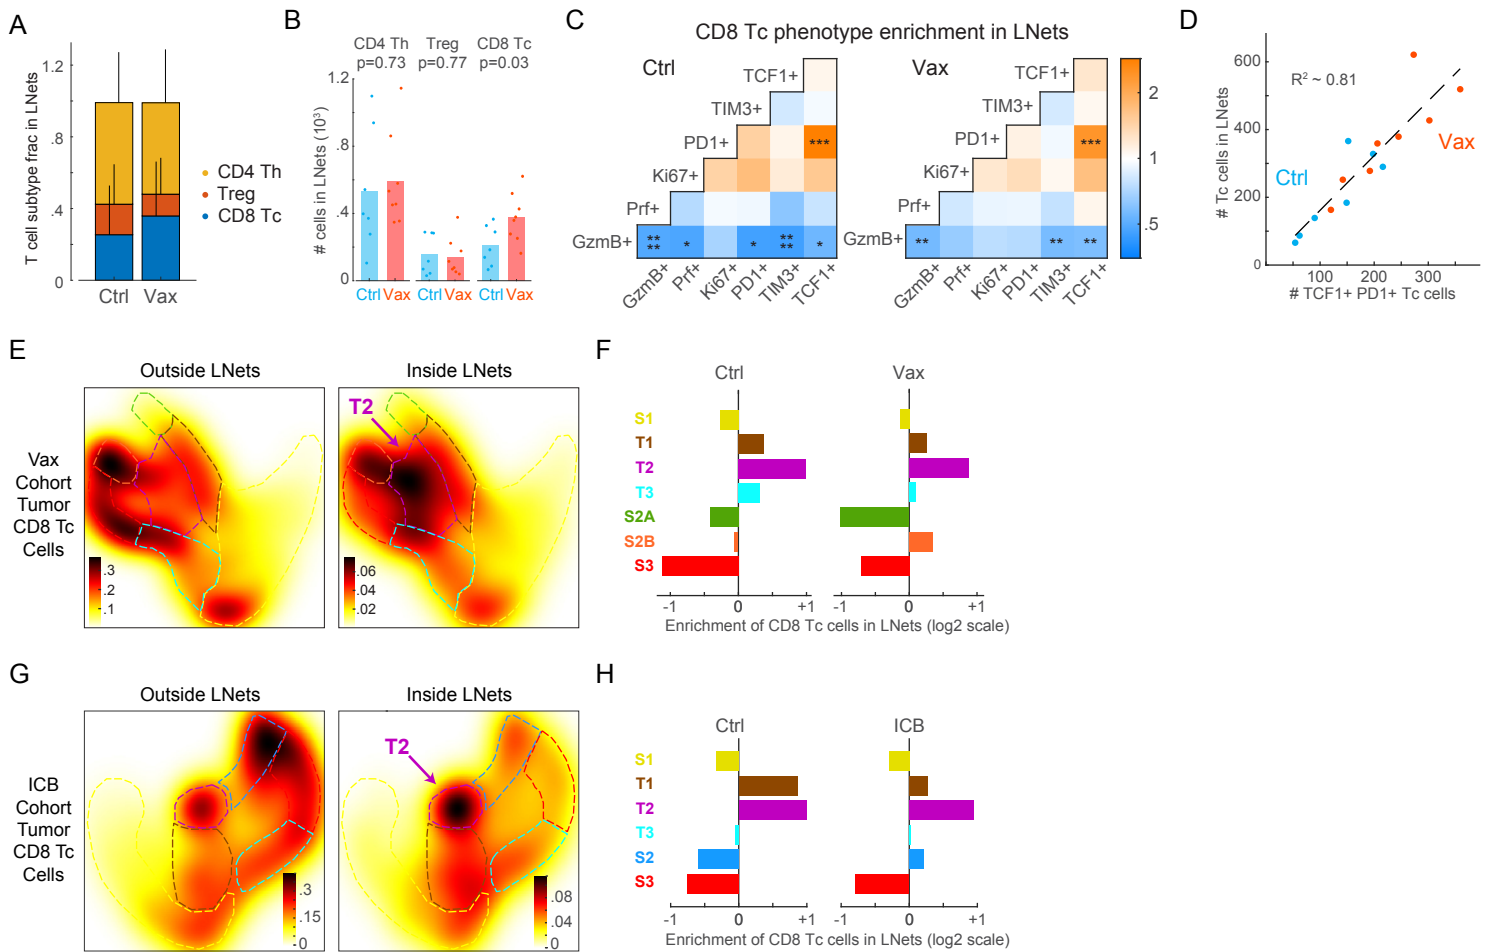 A
T cell subtype frac in LNets
1
.8
.4
0
Ctrl
Vax
CD4 Th
Treg
CD8 Tc
B
CD4 Th
p=0.73
Treg
p=0.77
CD8 Tc
p=0.03
# cells in LNets (10³)
1.2
.8
.4
0
Ctrl Vax Ctrl Vax Ctrl Vax
C
CD8 Tc phenotype enrichment in LNets
Ctrl
TCF1+
TIM3+
PD1+
Ki67+
Prf+
GzmB+
***
** **
*
*
** **
*
GzmB+
Prf+
Ki67+
PD1+
TIM3+
TCF1+
Vax
TCF1+
TIM3+
PD1+
Ki67+
Prf+
GzmB+
***
**
**
**
GzmB+
Prf+
Ki67+
PD1+
TIM3+
TCF1+
2
1
.5
D
# Tc cells in LNets
600
400
200
0
R² ~ 0.81
Ctrl
Vax
100 200 300
# TCF1+ PD1+ Tc cells
E
Outside LNets
Inside LNets
Vax
Cohort
Tumor
CD8 Tc
Cells
.3
.2
.1
T2
.06
.04
.02
F
Ctrl
Vax
S1
T1
T2
T3
S2A
S2B
S3
-1 0 +1
-1 0 +1
Enrichment of CD8 Tc cells in LNets (log2 scale)
G
Outside LNets
Inside LNets
ICB
Cohort
Tumor
CD8 Tc
Cells
.3
.15
0
T2
.08
.04
0
H
Ctrl
ICB
S1
T1
T2
T3
S2
S3
-1 0 +1
-1 0 +1
Enrichment of CD8 Tc cells in LNets (log2 scale)